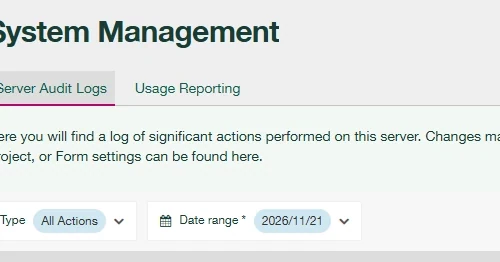 System Management
Server Audit Logs Usage Reporting
ere you will find a log of significant actions performed on this server. Changes ma
roject, or Form settings can be found here.
Type All Actions Date range * 2026/11/21